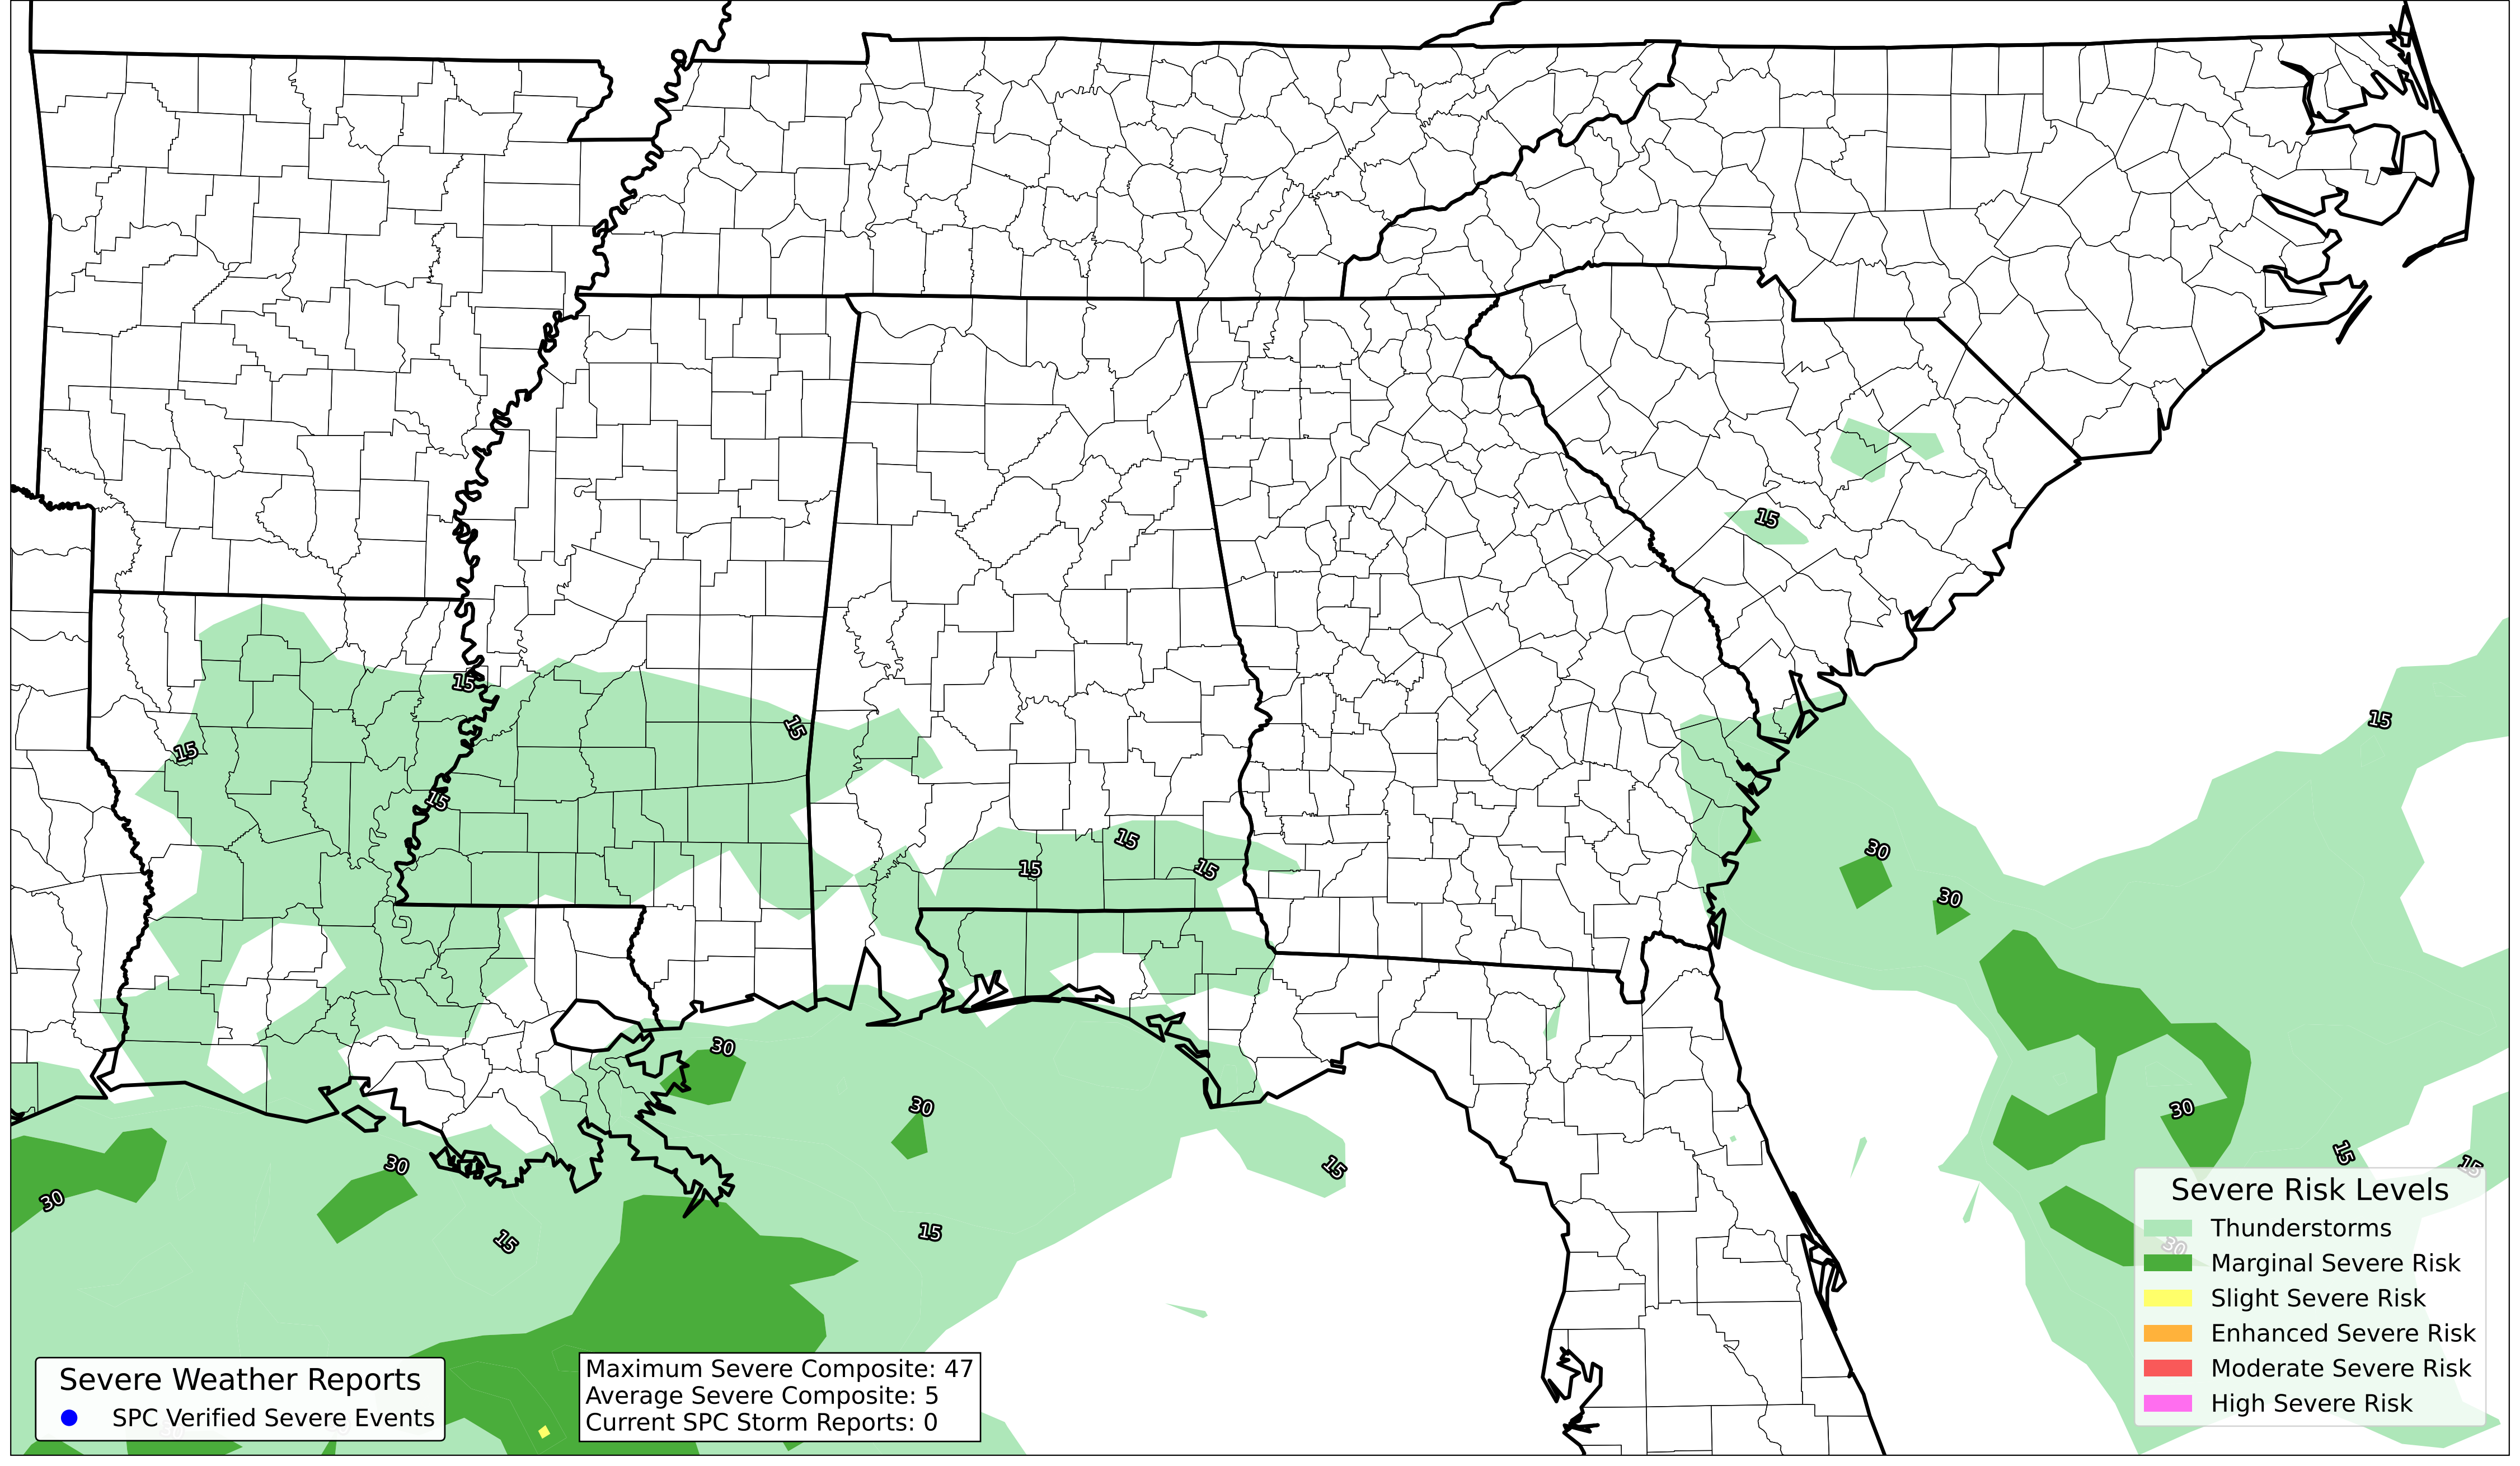 15
15
15
15
15
15
15
15
15
30
30
30
30
30
30
30
15
15
15
30
15
15
30
Severe Risk Levels
Thunderstorms
Marginal Severe Risk
Slight Severe Risk
Enhanced Severe Risk
Moderate Severe Risk
High Severe Risk
Severe Weather Reports
SPC Verified Severe Events
Maximum Severe Composite: 47
Average Severe Composite: 5
Current SPC Storm Reports: 0